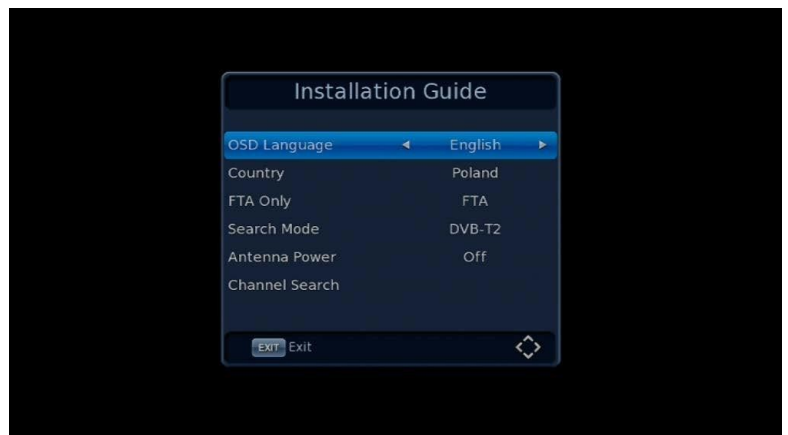 Installation Guide
OSD Language English
Country Poland
FTA Only FTA
Search Mode DVB-T2
Antenna Power Off
Channel Search
EXIT Exit